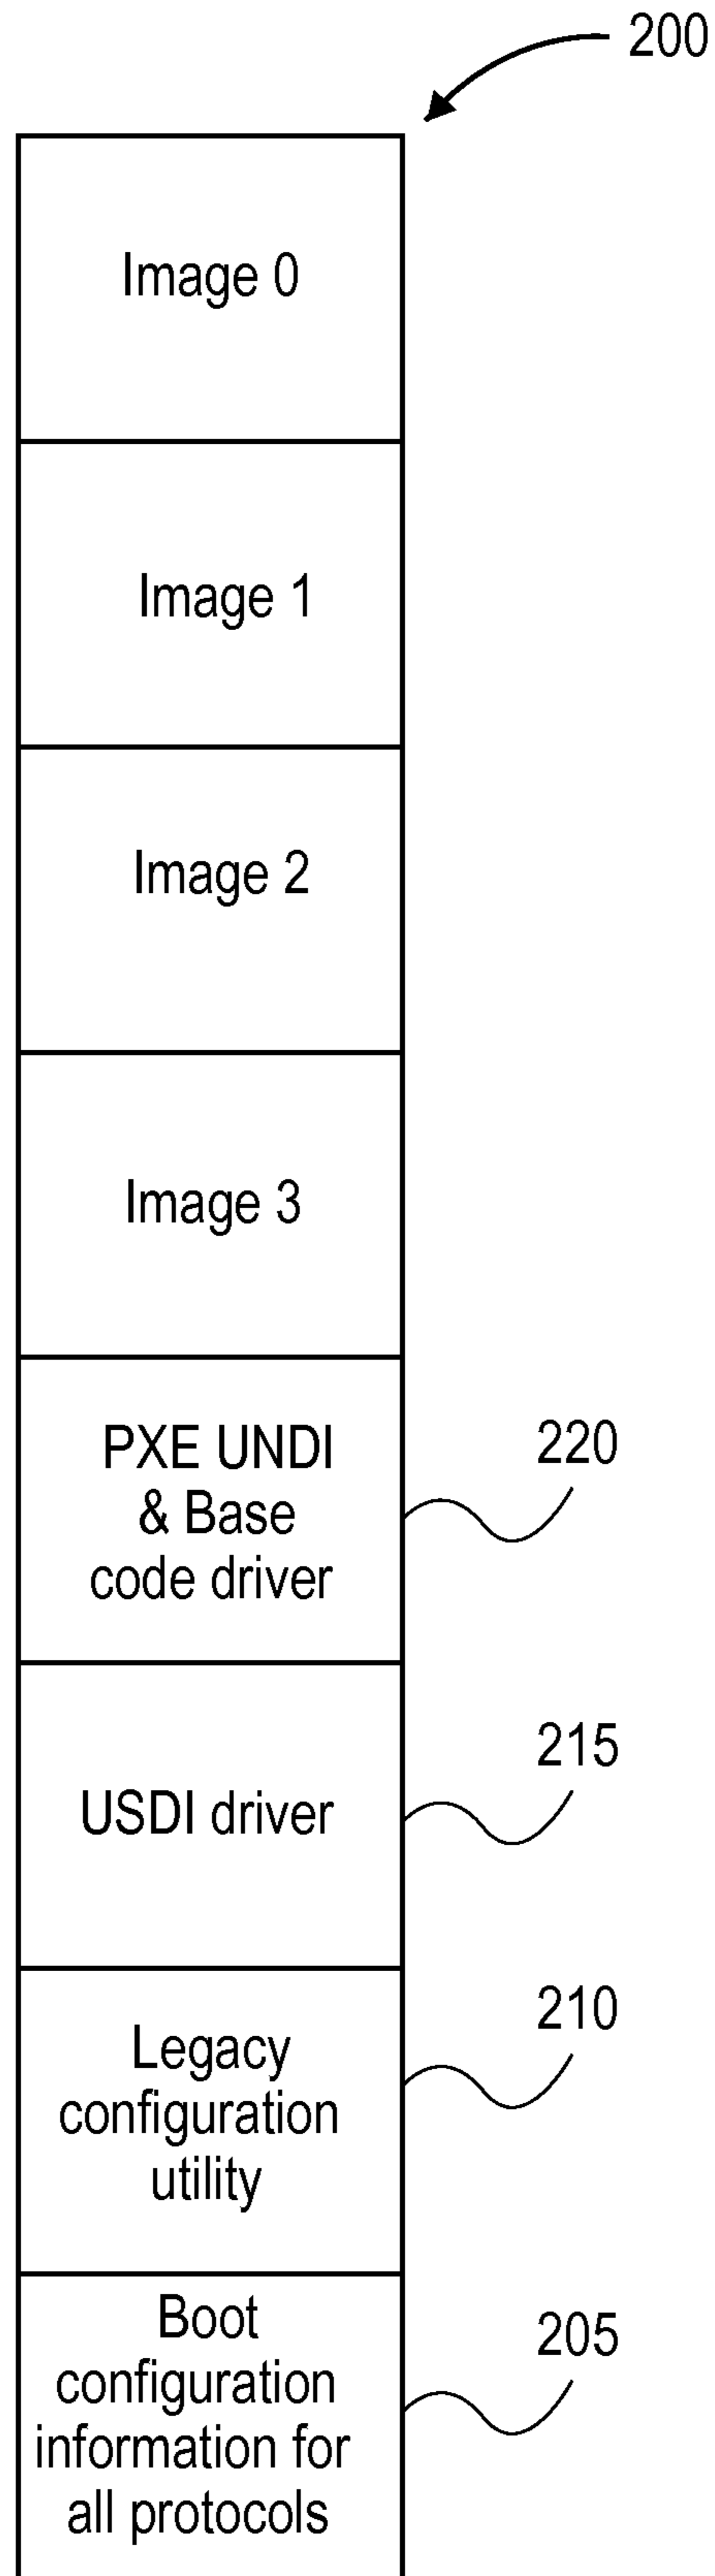 200
Image 0
Image 1
Image 2
Image 3
PXE UNDI
& Base
code driver
220
USDI driver
215
Legacy
configuration
utility
210
Boot
configuration
information for
all protocols
205